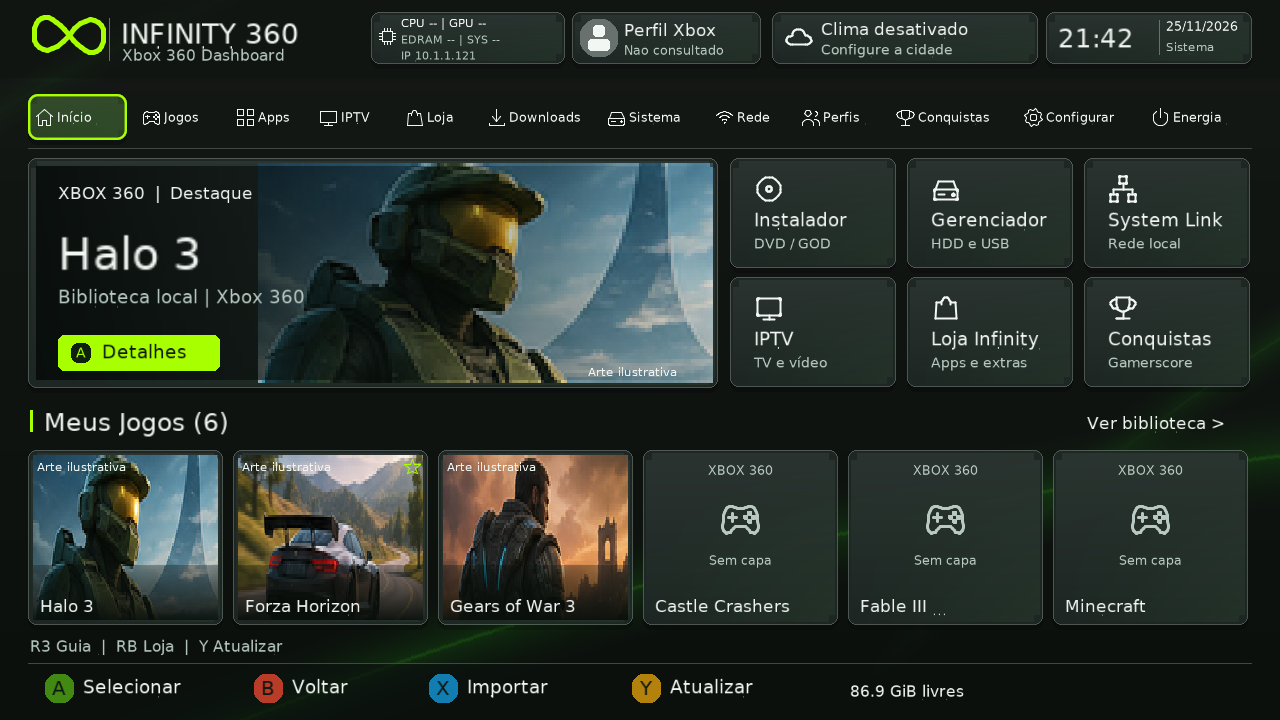 INFINITY 360
Xbox 360 Dashboard
CPU -- | GPU --
EDRAM -- | SYS --
IP 10.1.1.121
Perfil Xbox
Nao consultado
Clima desativado
Configure a cidade
21:42
25/11/2026
Sistema
Início
Jogos
Apps
IPTV
Loja
Downloads
Sistema
Rede
Perfis
Conquistas
Configurar
Energia
XBOX 360 | Destaque
Halo 3
Biblioteca local | Xbox 360
A Detalhes
Arte ilustrativa
Instalador
DVD / GOD
Gerenciador
HDD e USB
System Link
Rede local
IPTV
TV e vídeo
Loja Infinity
Apps e extras
Conquistas
Gamerscore
Meus Jogos (6)
Ver biblioteca >
Arte ilustrativa
Halo 3
Arte ilustrativa
Forza Horizon
Arte ilustrativa
Gears of War 3
XBOX 360
Sem capa
Castle Crashers
XBOX 360
Sem capa
Fable III ...
XBOX 360
Sem capa
Minecraft
R3 Guia | RB Loja | Y Atualizar
A Selecionar
B Voltar
X Importar
Y Atualizar
86.9 GiB livres